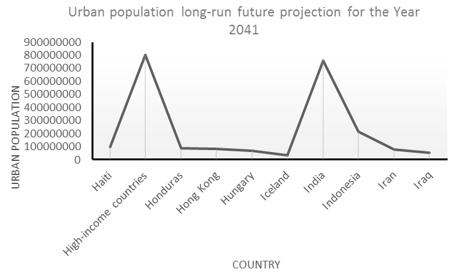 Urban population long-run future projection for the Year
2041
900000000
800000000
700000000
600000000
500000000
400000000
300000000
200000000
100000000
0
URBAN POPULATION
Haiti
High-income countries
Honduras
Hong Kong
Hungary
Iceland
India
Indonesia
Iran
Iraq
COUNTRY